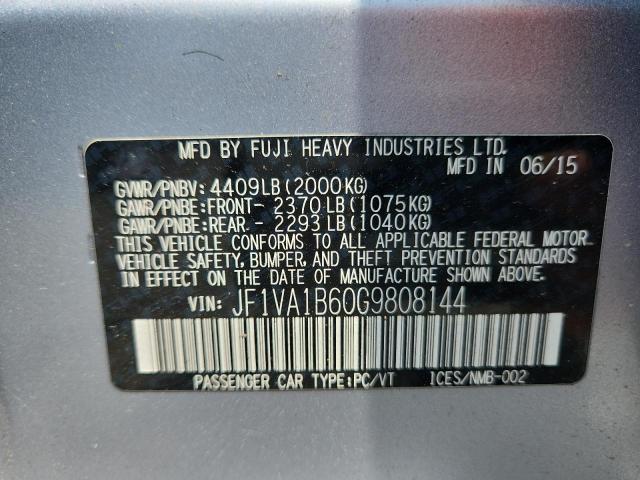 MFD BY FUJI HEAVY INDUSTRIES LTD.
MFD IN 06/15
GVWR/PNBV: 4409LB(2000KG)
GAWR/PNBE:FRONT- 2370LB(1075KG)
GAWR/PNBE:REAR - 2293LB(1040KG)
THIS VEHICLE CONFORMS TO ALL APPLICABLE FEDERAL MOTOR
VEHICLE SAFETY, BUMPER, AND THEFT PREVENTION STANDARDS
IN EFFECT ON THE DATE OF MANUFACTURE SHOWN ABOVE.
VIN: JF1VA1B60G9808144
PASSENGER CAR TYPE:PC/VT ICES/NMB-002